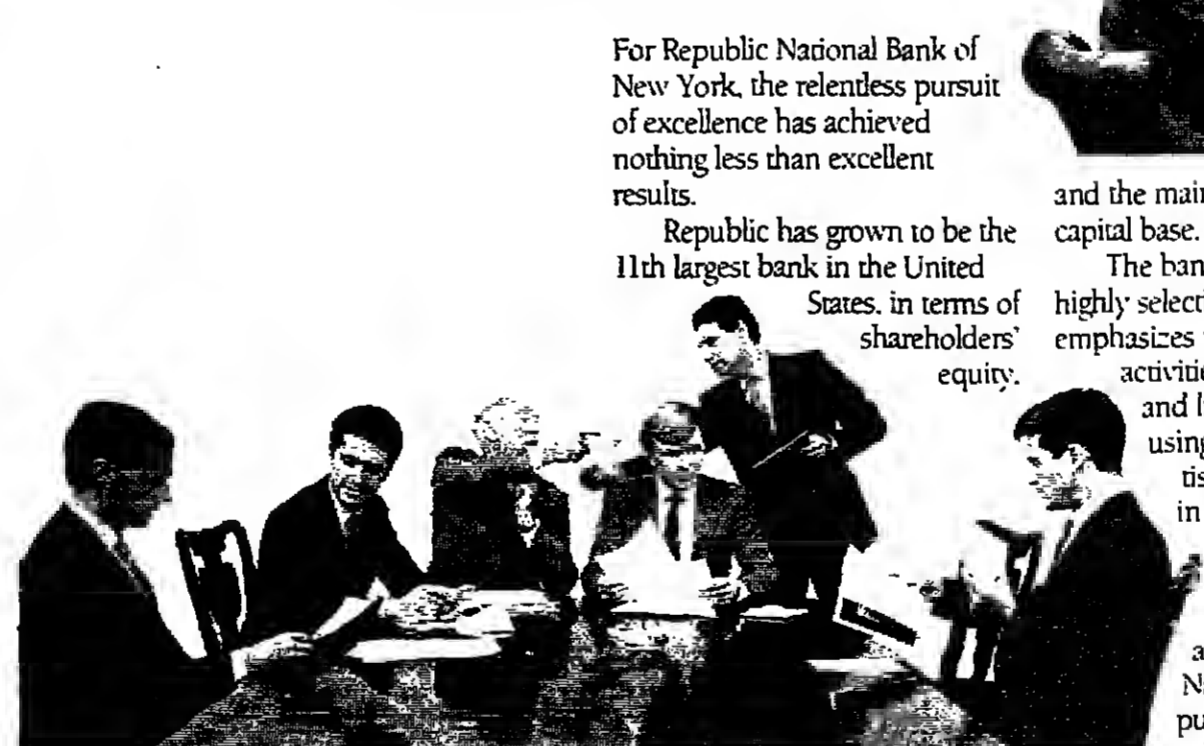 For Republic National Bank of
New York, the relentless pursuit
of excellence has achieved
nothing less than excellent
results.
Republic has grown to be the
11th largest bank in the United
States, in terms of
shareholders'
equity.
and the main
capital base.
The ban
highly select
emphasizes
activitie
and l
using
tis
in
a
N
pu